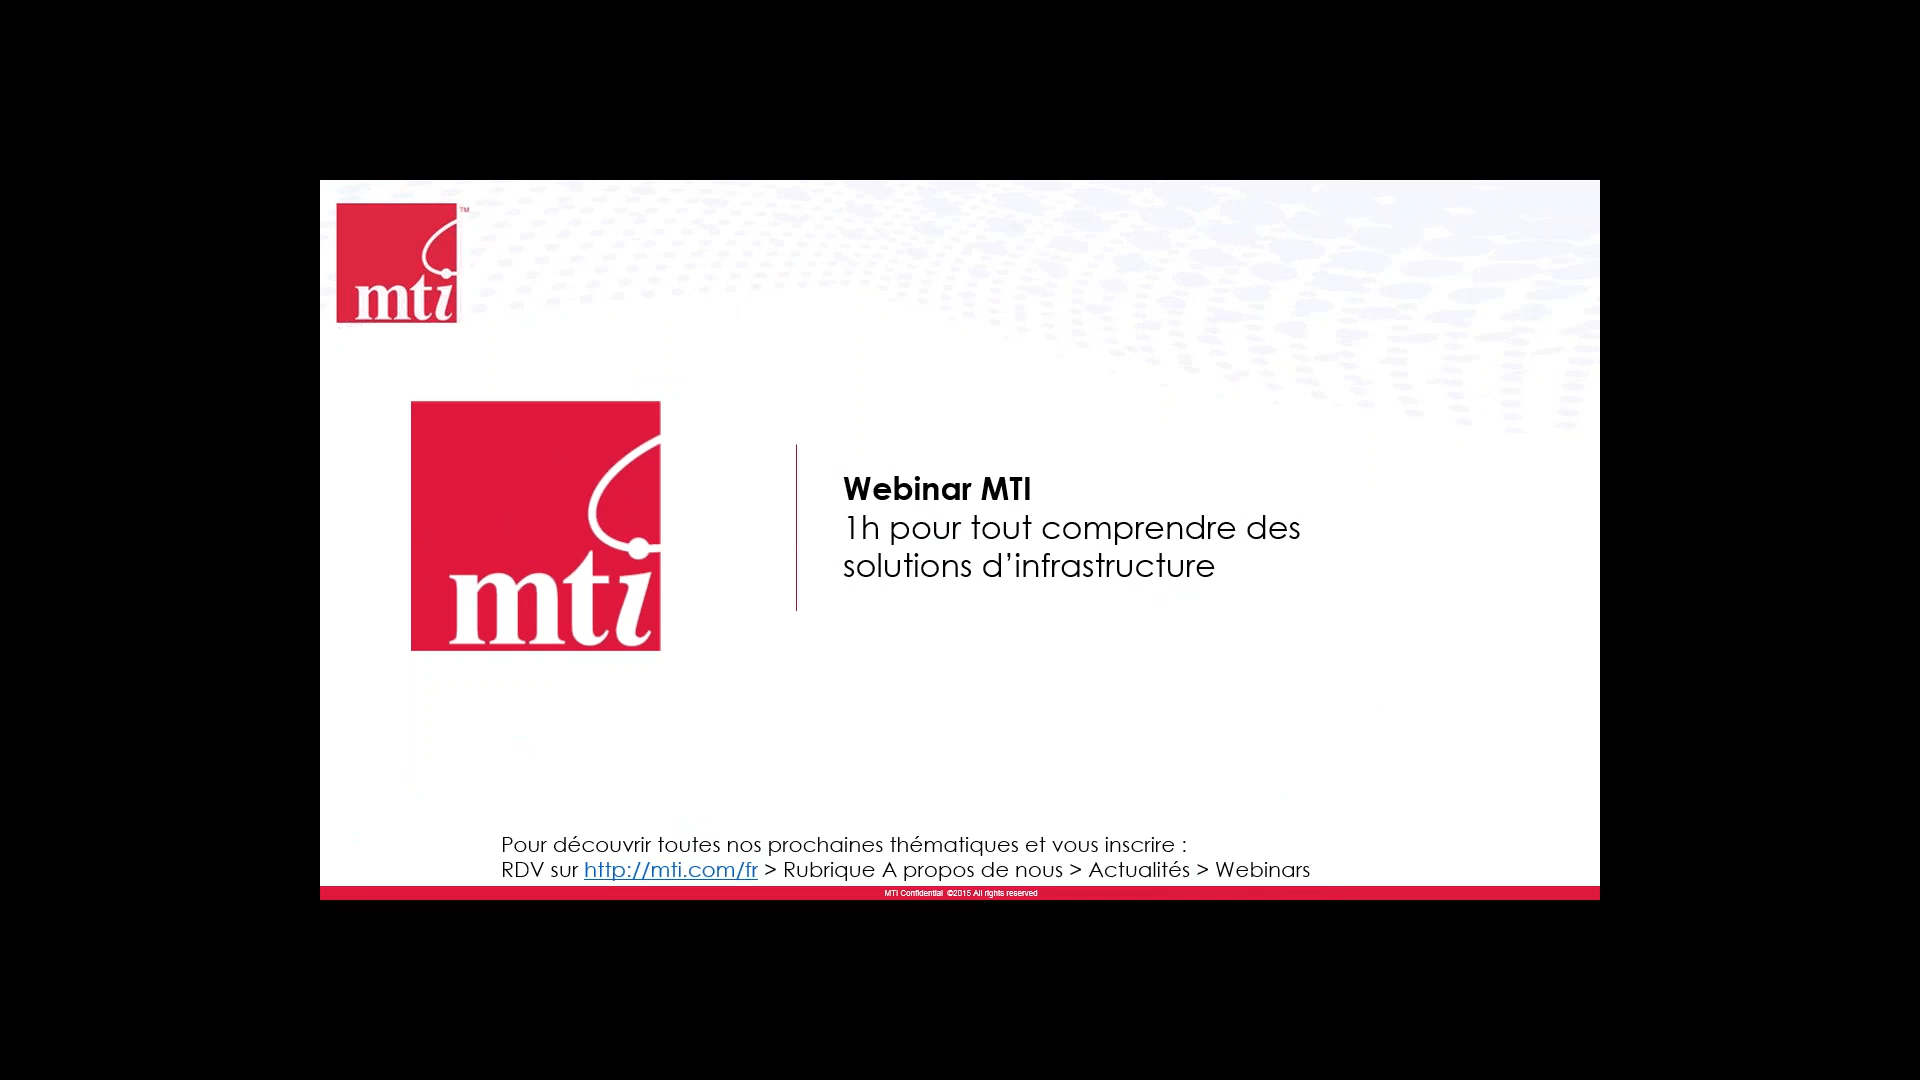 mti™
mti
Webinar MTI
1h pour tout comprendre des
solutions d’infrastructure
Pour découvrir toutes nos prochaines thématiques et vous inscrire :
RDV sur http://mti.com/fr > Rubrique A propos de nous > Actualités > Webinars
MTI Confidential ©2015 All rights reserved